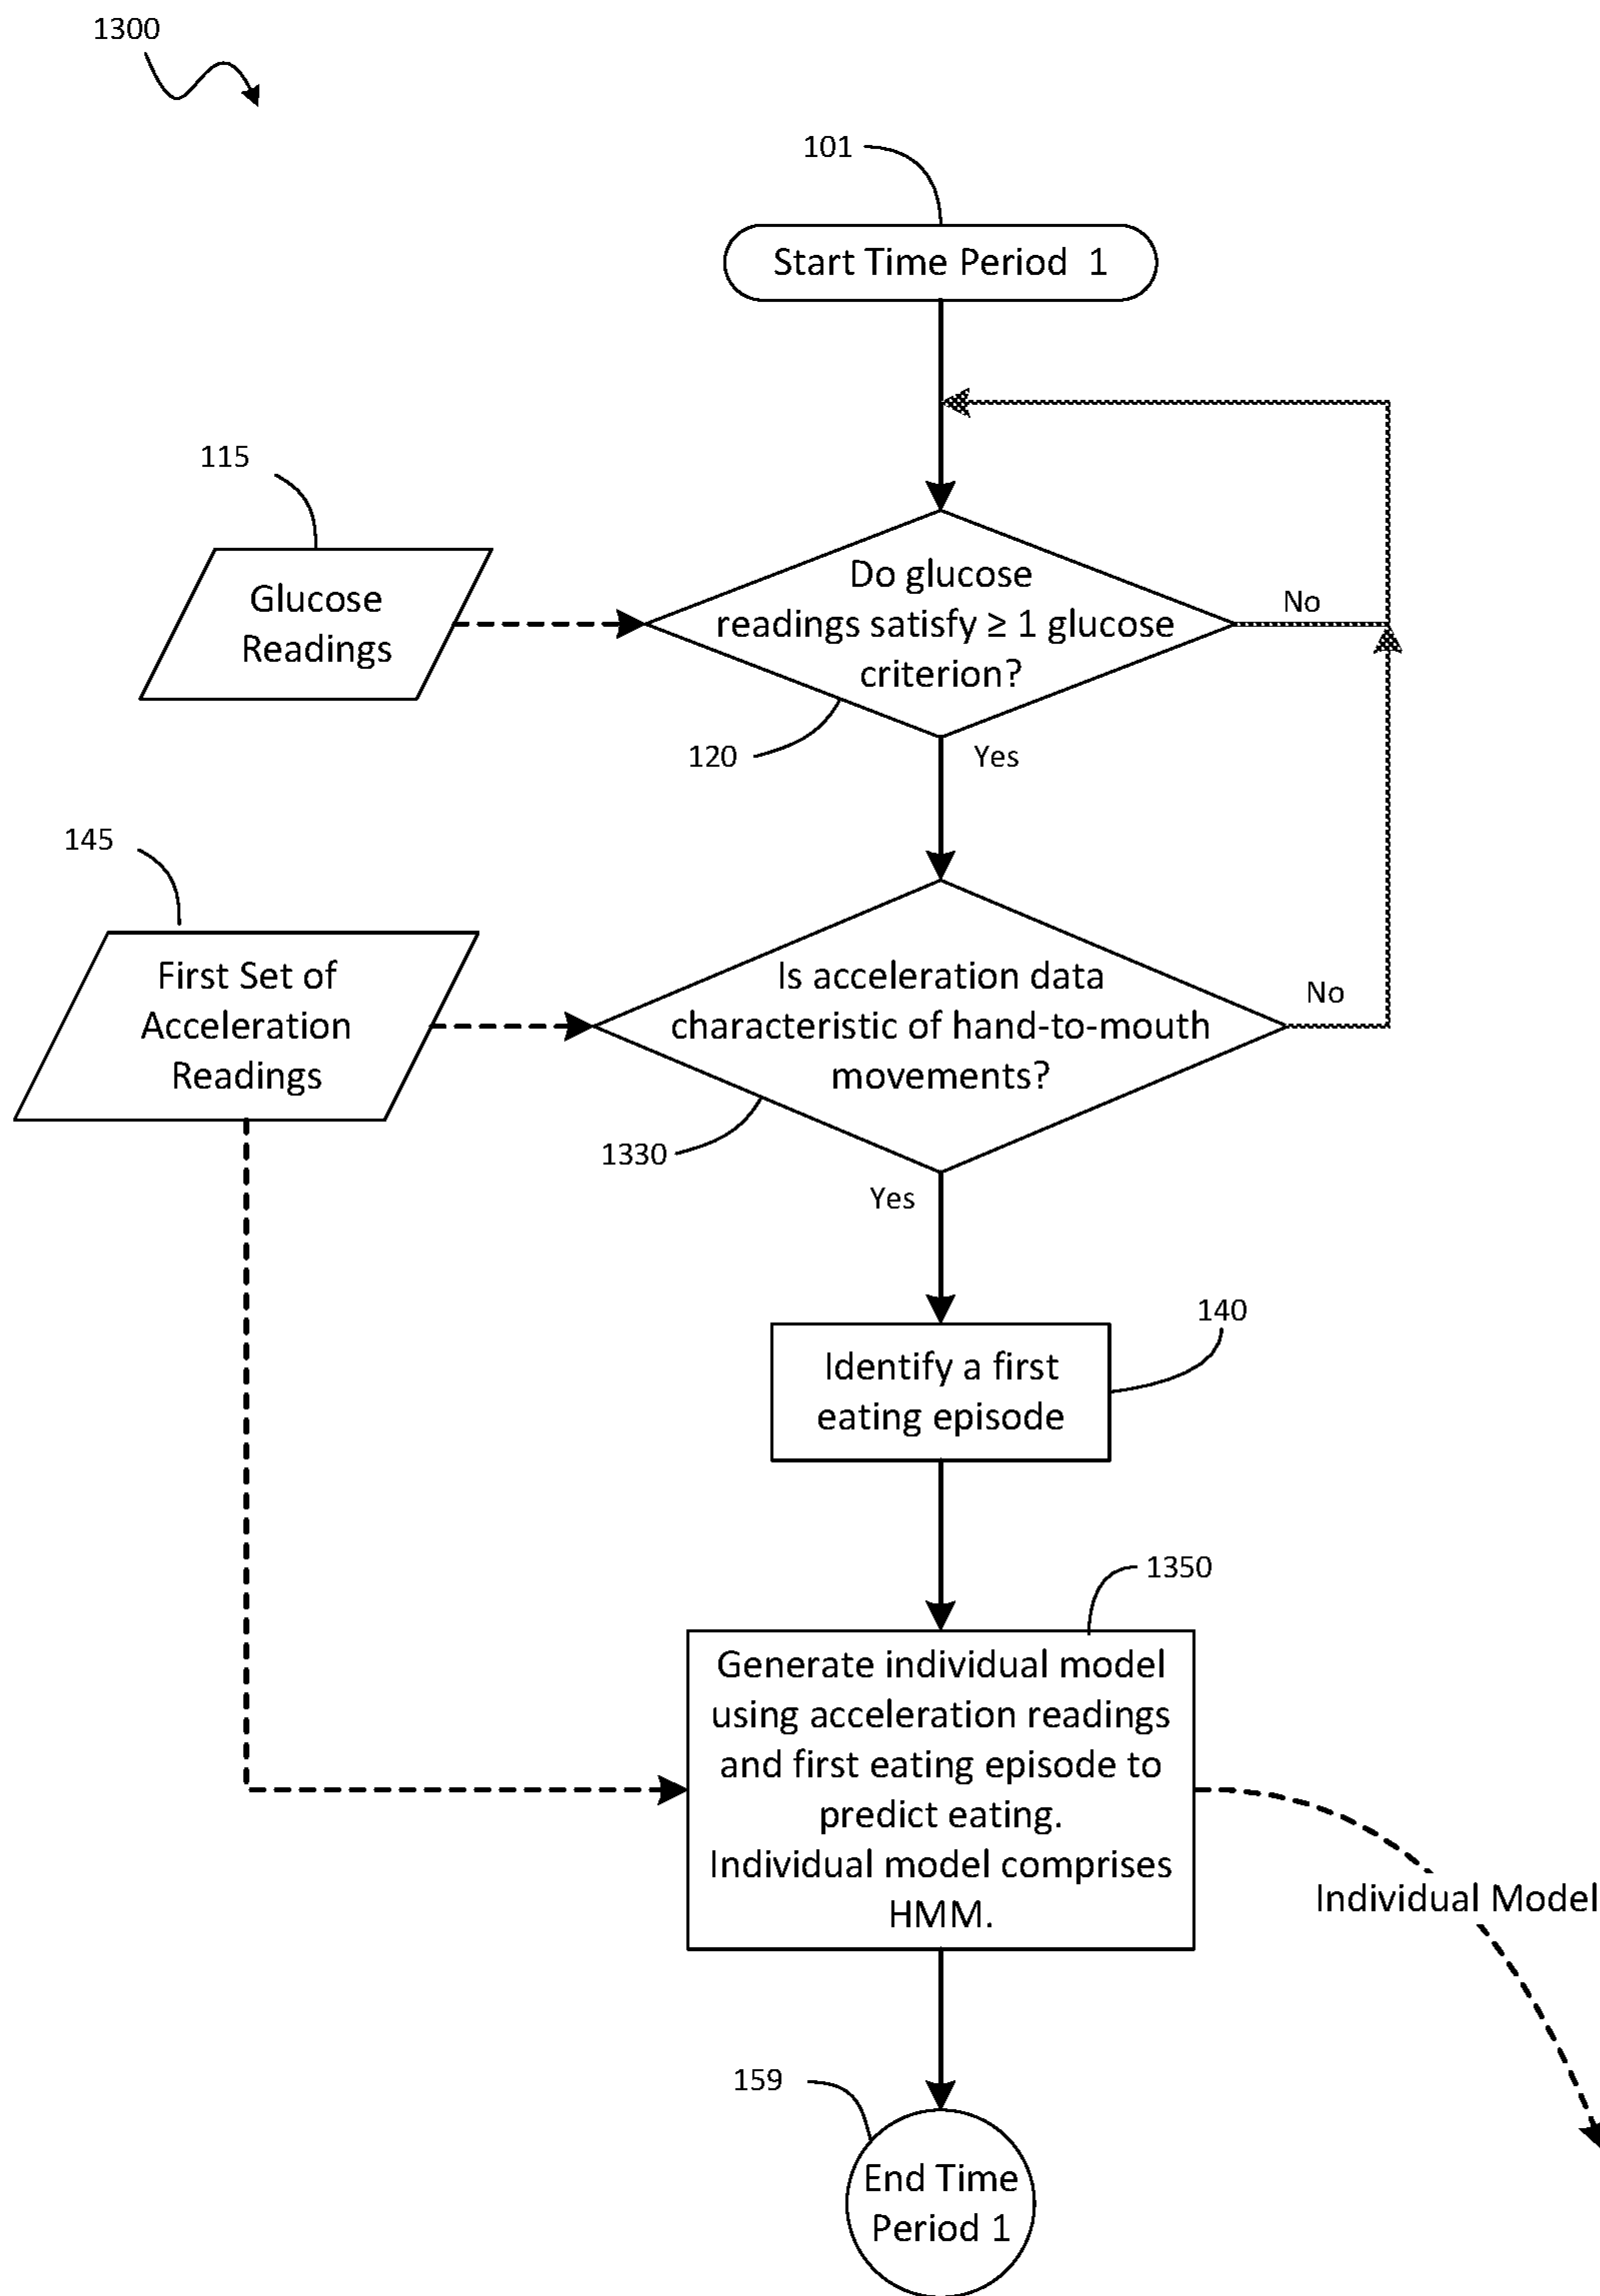 1300
101
Start Time Period 1
115
Glucose
Readings
Do glucose
readings satisfy ≥ 1 glucose
criterion?
No
120
Yes
145
First Set of
Acceleration
Readings
Is acceleration data
characteristic of hand-to-mouth
movements?
No
1330
Yes
140
Identify a first
eating episode
1350
Generate individual model
using acceleration readings
and first eating episode to
predict eating.
Individual model comprises
HMM.
Individual Model
159
End Time
Period 1